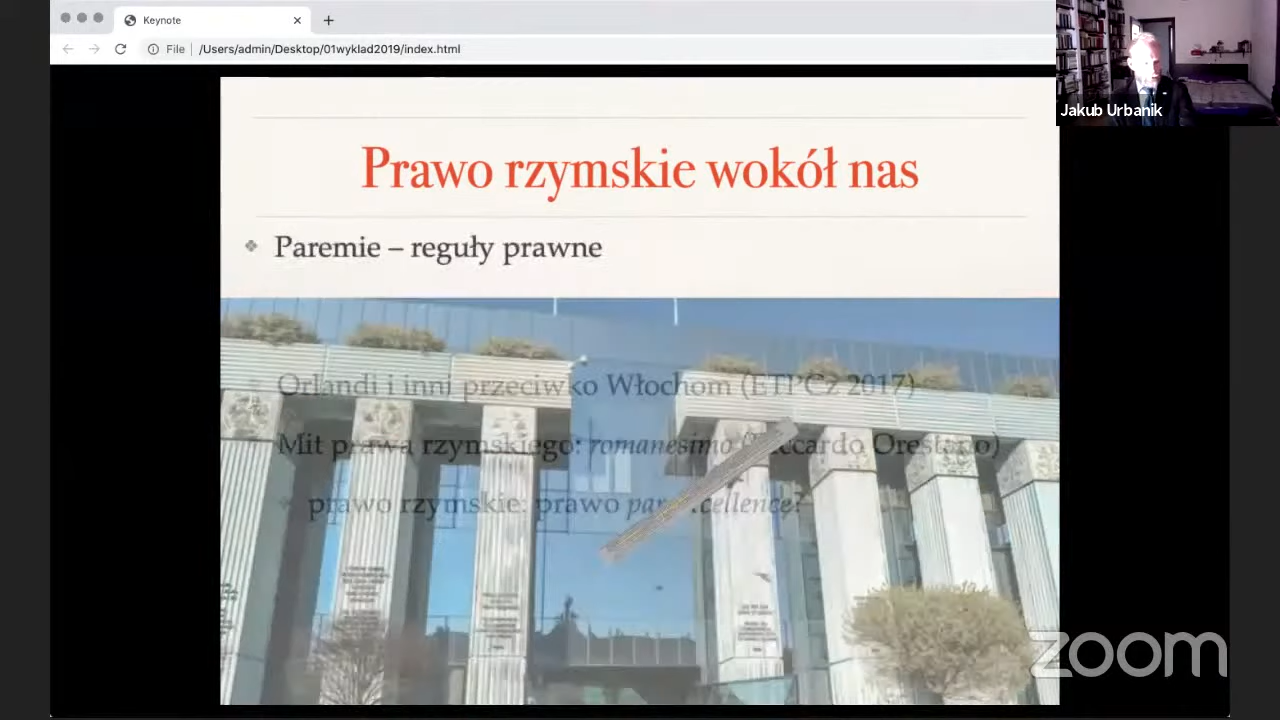 Keynote
File
/Users/admin/Desktop/01wyklad2019/index.html
Jakub Urbanik
Prawo rzymskie wokół nas
Paremie – reguły prawne
Orlandi i inni przeciwko Włochom (ETPCz 2017)
Mit prawa rzymskiego: romanesimo Orestano)
prawo rzymskie: prawo
zoom